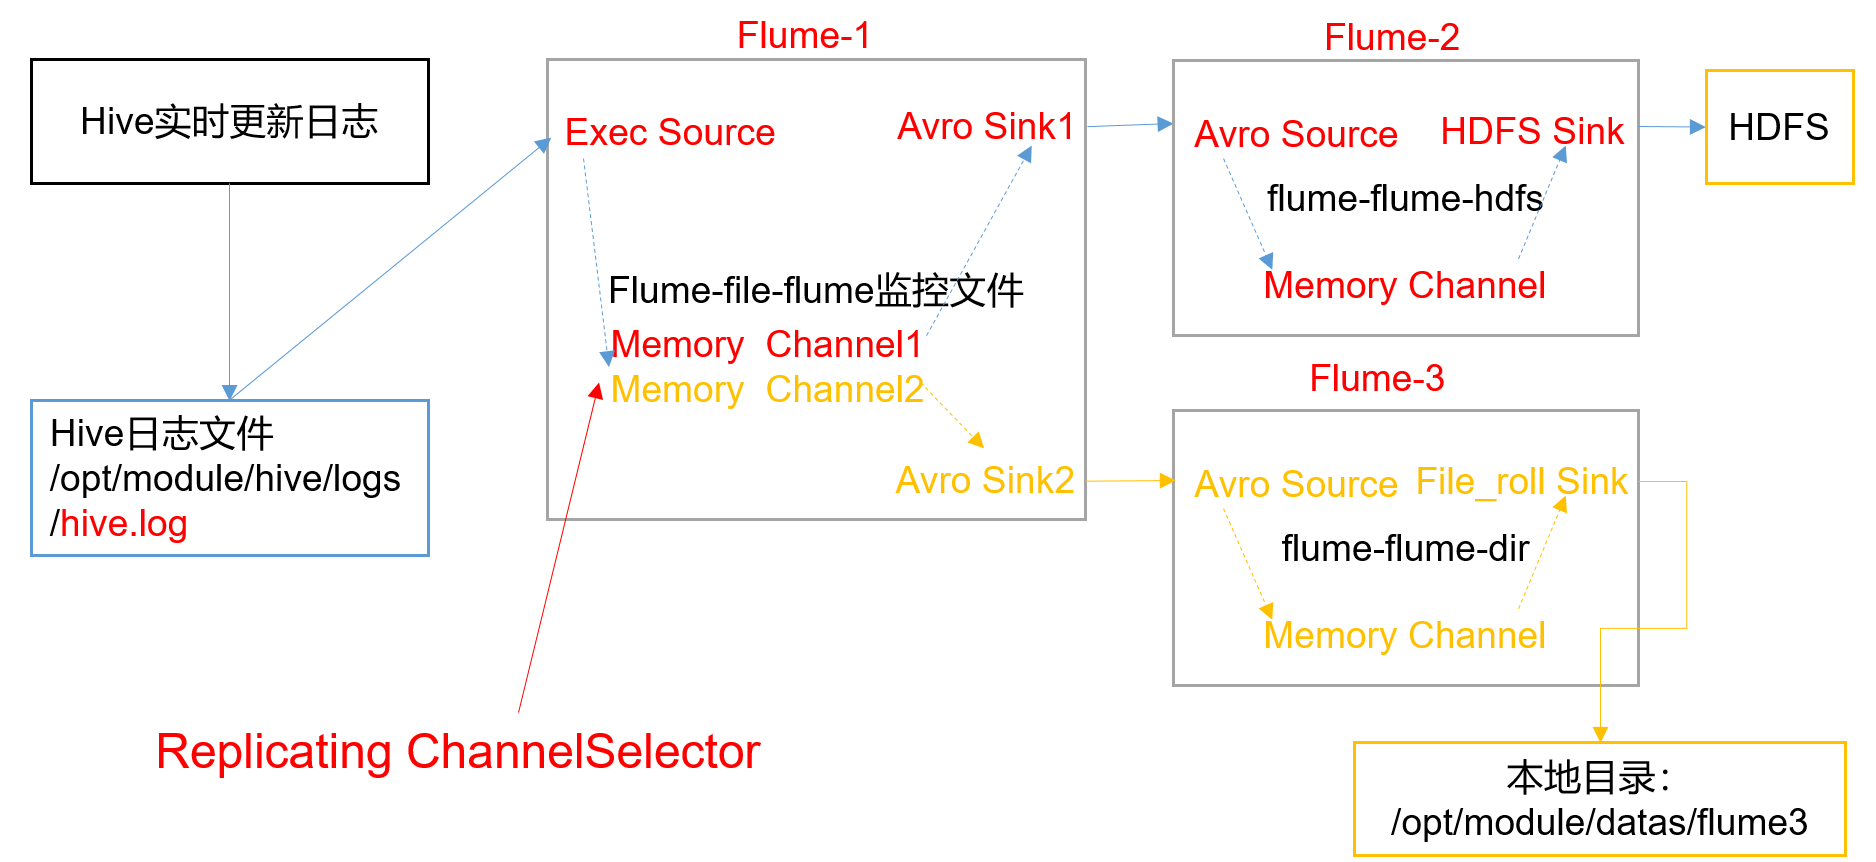 Hive实时更新日志
Hive日志文件
/opt/module/hive/logs
/hive.log
Flume-1
Exec Source
Avro Sink1
Flume-file-flume监控文件
Memory  Channel1
Memory  Channel2
Avro Sink2
Replicating ChannelSelector
Flume-2
Avro Source
HDFS Sink
flume-flume-hdfs
Memory Channel
HDFS
Flume-3
Avro Source
File_roll Sink
flume-flume-dir
Memory Channel
本地目录：
/opt/module/datas/flume3